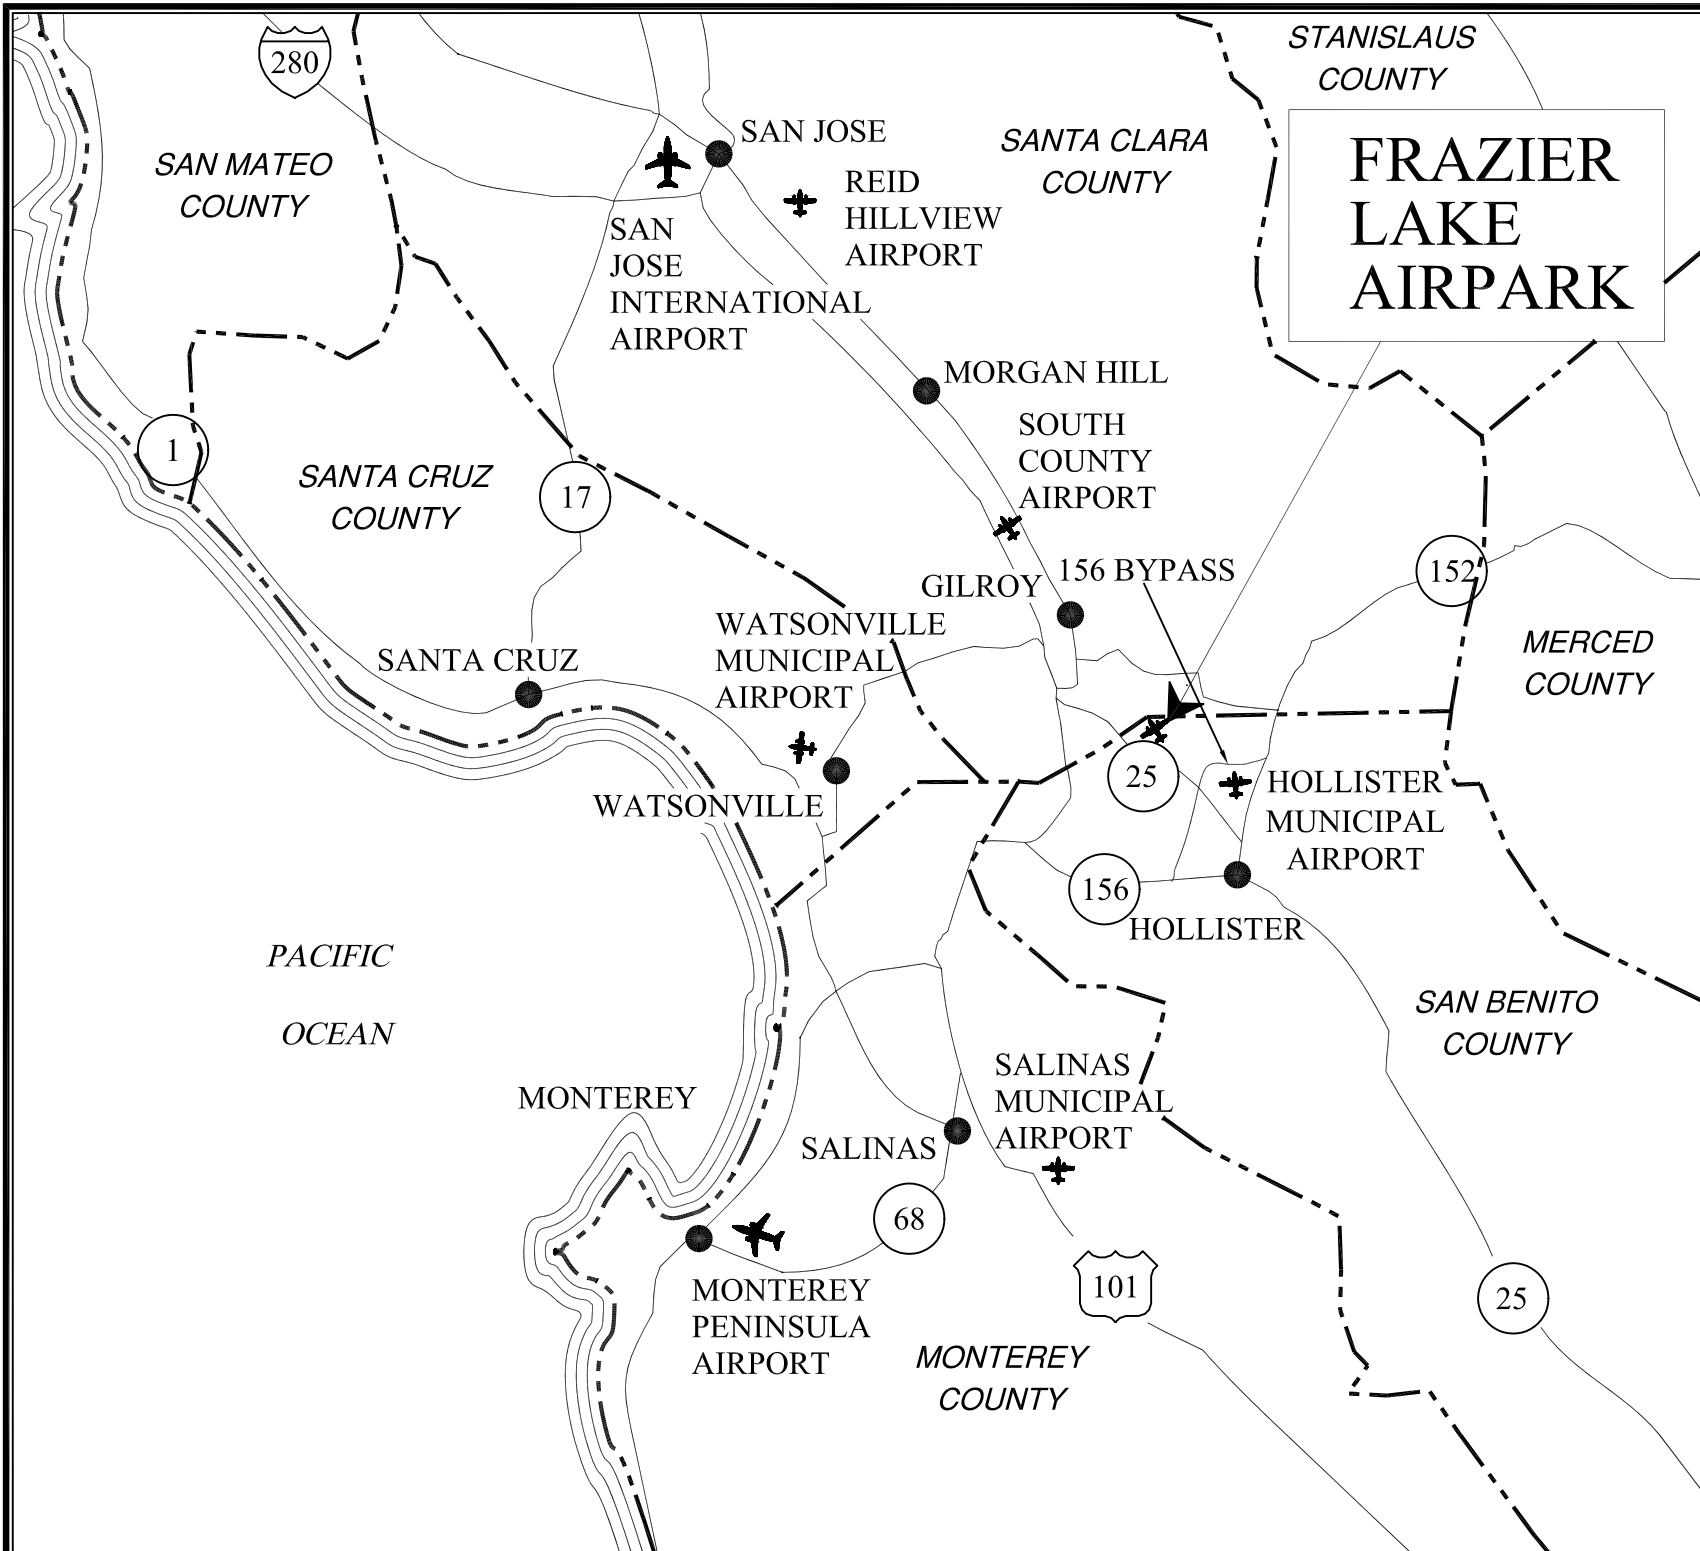 STANISLAUS
COUNTY
280
SAN JOSE
SANTA CLARA
COUNTY
FRAZIER
LAKE
AIRPARK
SAN MATEO
COUNTY
REID
HILLVIEW
AIRPORT
SAN
JOSE
INTERNATIONAL
AIRPORT
MORGAN HILL
SOUTH
COUNTY
AIRPORT
1
SANTA CRUZ
COUNTY
17
GILROY
156 BYPASS
152
WATSONVILLE
MUNICIPAL
AIRPORT
SANTA CRUZ
MERCED
COUNTY
25
WATSONVILLE
HOLLISTER
MUNICIPAL
AIRPORT
156
HOLLISTER
PACIFIC
OCEAN
SAN BENITO
COUNTY
MONTEREY
SALINAS
MUNICIPAL
AIRPORT
SALINAS
68
101
25
MONTEREY
PENINSULA
AIRPORT
MONTEREY
COUNTY